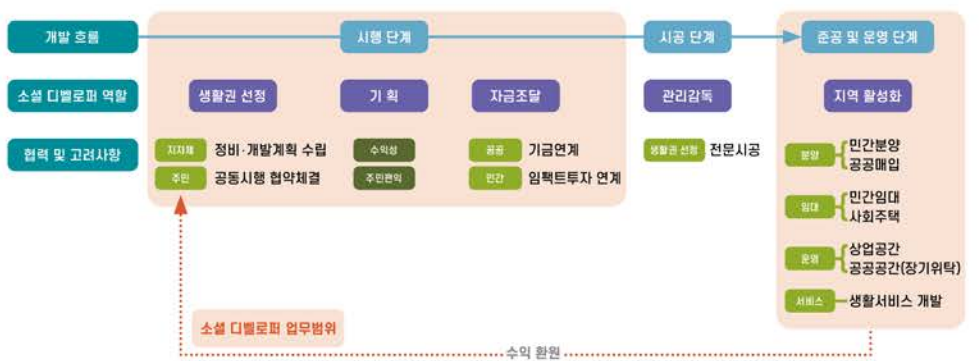 개발 흐름
시행 단계
시공 단계
준공 및 운영 단계
소셜 디벨로퍼 역할
생활권 선정
기 획
자금조달
관리감독
지역 활성화
협력 및 고려사항
지자체 정비·개발계획 수립
주민 공동시행 협약체결
수익성
주민편익
공공 기금연계
민간 임팩트투자 연계
생활권 선정 전문시공
분양 민간분양
공공매입
임대 민간임대
사회주택
운영 상업공간
공공공간(장기위탁)
서비스 생활서비스 개발
소셜 디벨로퍼 업무범위
수익 환원